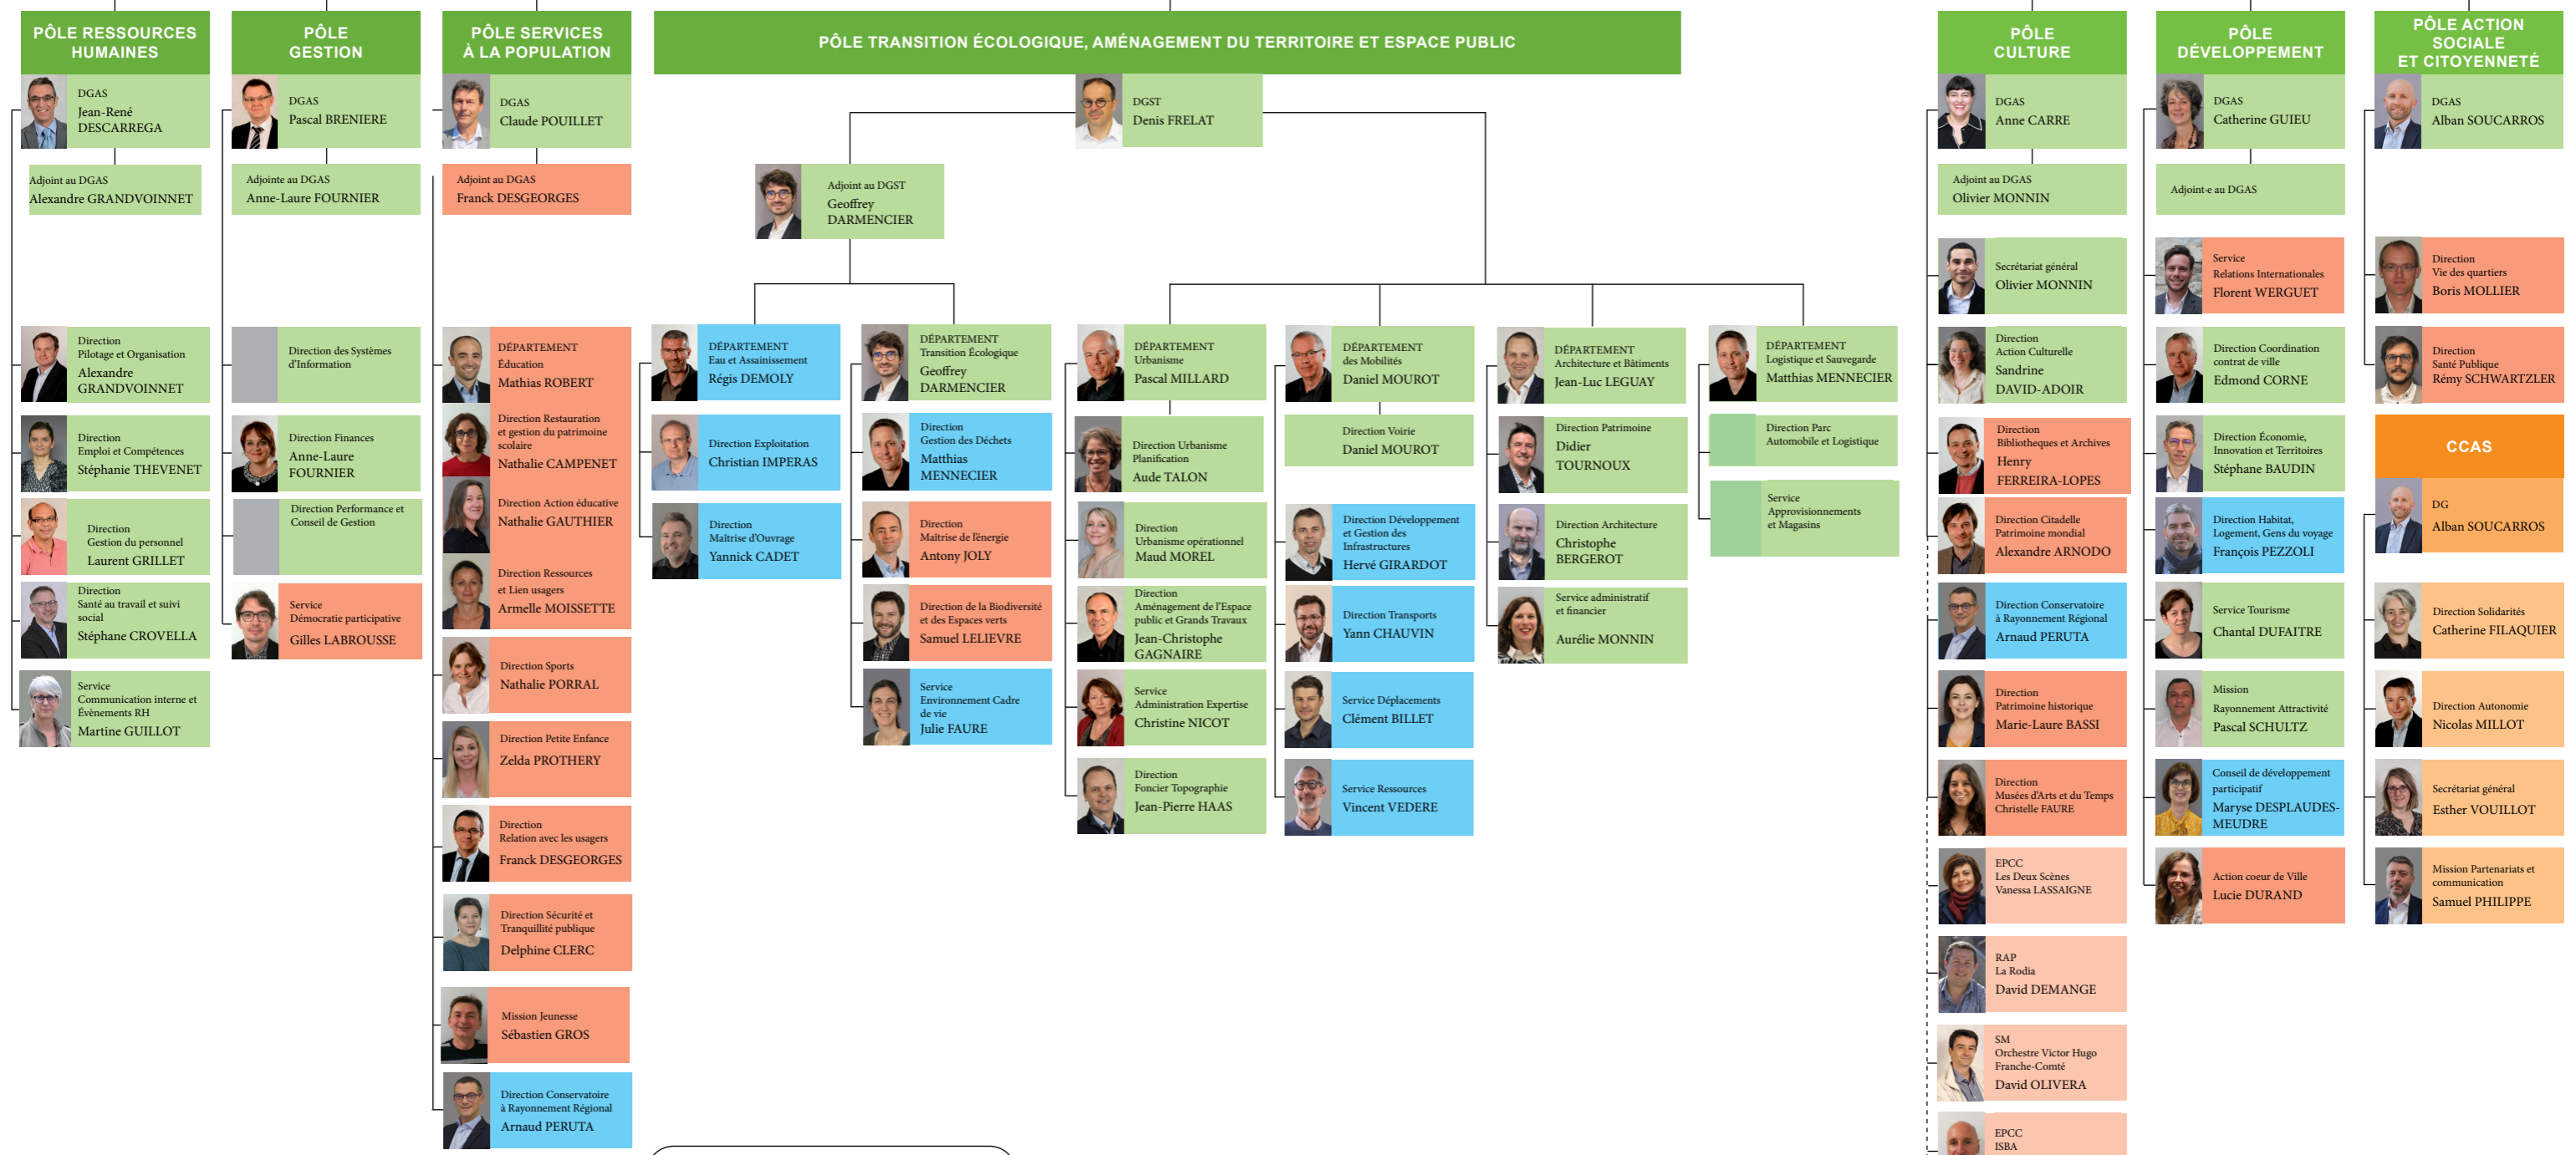 PÔLE RESSOURCES
HUMAINES
DGAS
Jean-René
DESCARREGA
Adjoint au DGAS
Alexandre GRANDVOINNET
Direction
Pilotage et Organisation
Alexandre
GRANDVOINNET
Direction
Emploi et Compétences
Stéphanie THEVENET
Direction
Gestion du personnel
Laurent GRILLET
Direction
Santé au travail et suivi
social
Stéphane CROVELLA
Service
Communication interne et
Évènements RH
Martine GUILLOT
PÔLE
GESTION
DGAS
Pascal BRENIERE
Adjointe au DGAS
Anne-Laure FOURNIER
Direction des Systèmes
d'Information
Direction Finances
Anne-Laure
FOURNIER
Direction Performance et
Conseil de Gestion
Service
Démocratie participative
Gilles LABROUSSE
PÔLE SERVICES
À LA POPULATION
DGAS
Claude POUILLET
Adjoint au DGAS
Franck DESGEORGES
DÉPARTEMENT
Éducation
Mathias ROBERT
Direction Restauration
et gestion du patrimoine
scolaire
Nathalie CAMPENET
Direction Action éducative
Nathalie GAUTHIER
Direction Ressources
et Lien usagers
Armelle MOISSETTE
Direction Sports
Nathalie PORRAL
Direction Petite Enfance
Zelda PROTHERY
Direction
Relation avec les usagers
Franck DESGEORGES
Direction Sécurité et
Tranquillité publique
Delphine CLERC
Mission Jeunesse
Sébastien GROS
Direction Conservatoire
à Rayonnement Régional
Arnaud PERUTA
PÔLE TRANSITION ÉCOLOGIQUE, AMÉNAGEMENT DU TERRITOIRE ET ESPACE PUBLIC
DGST
Denis FRELAT
Adjoint au DGST
Geoffrey
DARMENCIER
DÉPARTEMENT
Eau et Assainissement
Régis DEMOLY
Direction Exploitation
Christian IMPERAS
Direction
Maîtrise d'Ouvrage
Yannick CADET
DÉPARTEMENT
Transition Écologique
Geoffrey
DARMENCIER
Direction
Gestion des Déchets
Matthias
MENNECIER
Direction
Maîtrise de l'énergie
Antony JOLY
Direction de la Biodiversité
et des Espaces verts
Samuel LELIEVRE
Service
Environnement Cadre
de vie
Julie FAURE
DÉPARTEMENT
Urbanisme
Pascal MILLARD
Direction Urbanisme
Planification
Aude TALON
Direction
Urbanisme opérationnel
Maud MOREL
Direction
Aménagement de l'Espace
public et Grands Travaux
Jean-Christophe
GAGNAIRE
Service
Administration Expertise
Christine NICOT
Direction
Foncier Topographie
Jean-Pierre HAAS
DÉPARTEMENT
des Mobilités
Daniel MOUROT
Direction Voirie
Daniel MOUROT
Direction Développement
et Gestion des
Infrastructures
Hervé GIRARDOT
Direction Transports
Yann CHAUVIN
Service Déplacements
Clément BILLET
Service Ressources
Vincent VEDERE
DÉPARTEMENT
Architecture et Bâtiments
Jean-Luc LEGUAY
Direction Patrimoine
Didier
TOURNOUX
Direction Architecture
Christophe
BERGEROT
Service administratif
et financier
Aurélie MONNIN
DÉPARTEMENT
Logistique et Sauvegarde
Matthias MENNECIER
Direction Parc
Automobile et Logistique
Service
Approvisionnements
et Magasins
PÔLE
CULTURE
DGAS
Anne CARRE
Adjoint au DGAS
Olivier MONNIN
Secrétariat général
Olivier MONNIN
Direction
Action Culturelle
Sandrine
DAVID-ADOIR
Direction
Bibliotheques et Archives
Henry
FERREIRA-LOPES
Direction Citadelle
Patrimoine mondial
Alexandre ARNODO
Direction Conservatoire
à Rayonnement Régional
Arnaud PERUTA
Direction
Patrimoine historique
Marie-Laure BASSI
Direction
Musées d'Arts et du Temps
Christelle FAURE
EPCC
Les Deux Scènes
Vanessa LASSAIGNE
RAP
La Rodia
David DEMANGE
SM
Orchestre Victor Hugo
Franche-Comté
David OLIVERA
EPCC
ISBA
PÔLE
DÉVELOPPEMENT
DGAS
Catherine GUIEU
Adjoint·e au DGAS
Service
Relations Internationales
Florent WERGUET
Direction Coordination
contrat de ville
Edmond CORNE
Direction Économie,
Innovation et Territoires
Stéphane BAUDIN
Direction Habitat,
Logement, Gens du voyage
François PEZZOLI
Service Tourisme
Chantal DUFAITRE
Mission
Rayonnement Attractivité
Pascal SCHULTZ
Conseil de développement
participatif
Maryse DESPLAUDES-
MEUDRE
Action coeur de Ville
Lucie DURAND
PÔLE ACTION
SOCIALE
ET CITOYENNETÉ
DGAS
Alban SOUCARROS
Direction
Vie des quartiers
Boris MOLLIER
Direction
Santé Publique
Rémy SCHWARTZLER
CCAS
DG
Alban SOUCARROS
Direction Solidarités
Catherine FILAQUIER
Direction Autonomie
Nicolas MILLOT
Secrétariat général
Esther VOUILLOT
Mission Partenariats et
communication
Samuel PHILIPPE